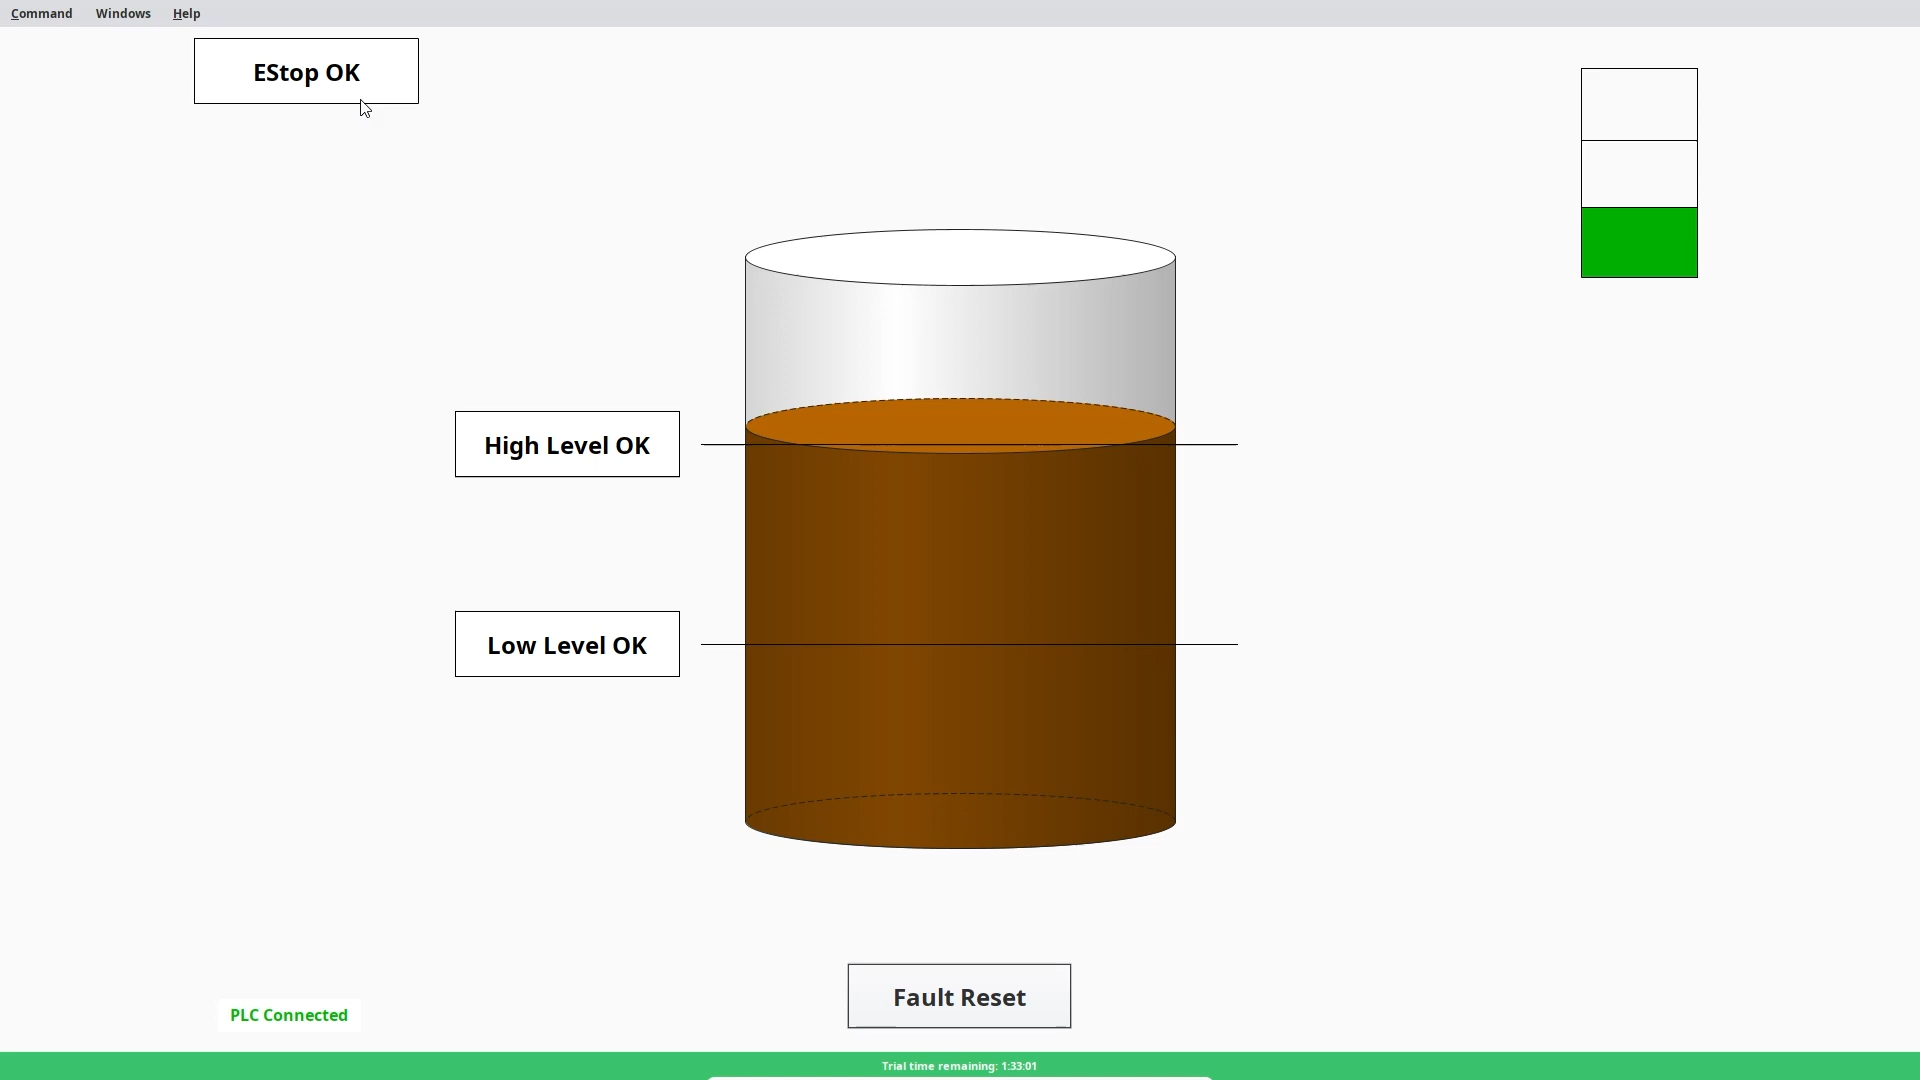 Command Windows Help
EStop OK
High Level OK
Low Level OK
Fault Reset
PLC Connected
Trial time remaining: 1:33:01